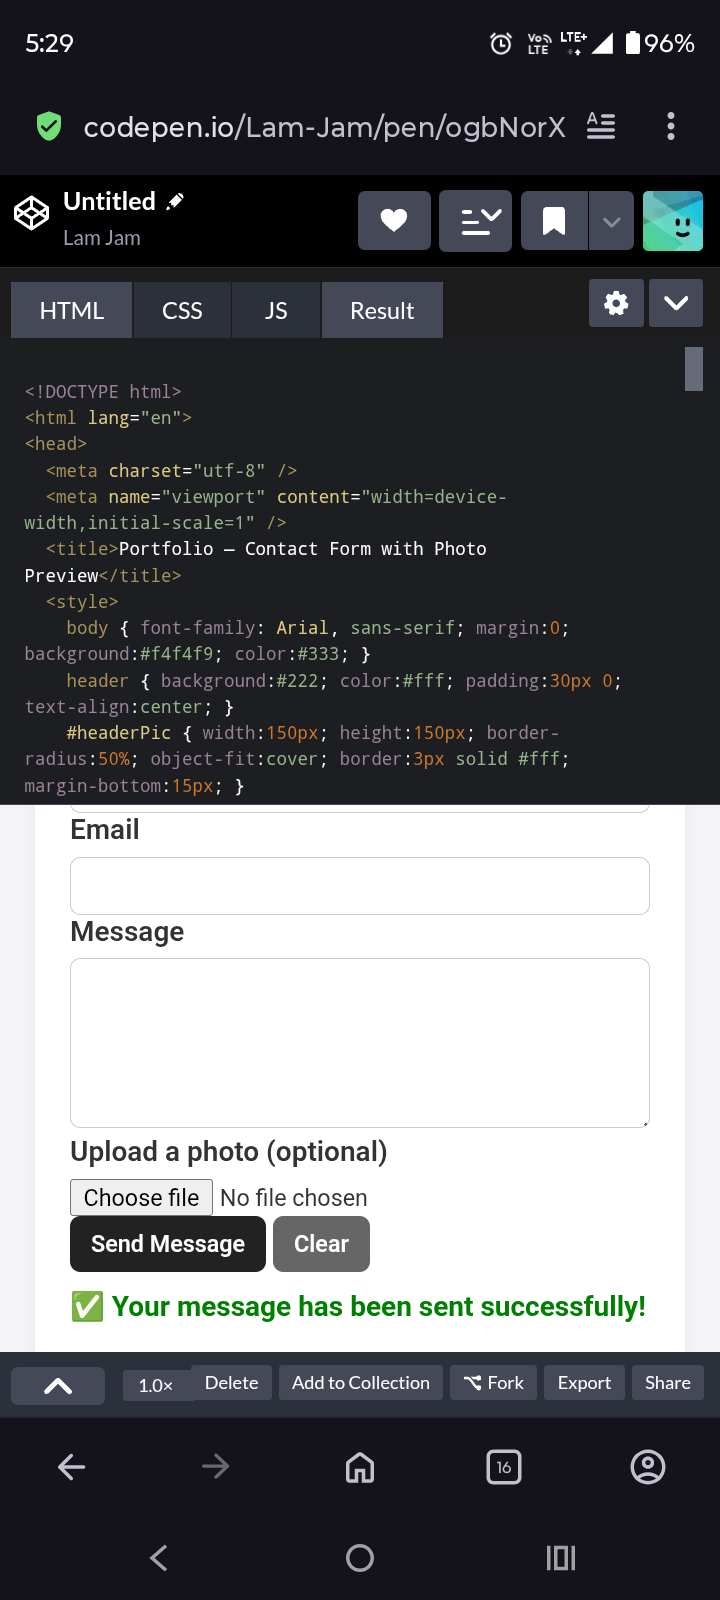 5:29
Vo LTE LTE+ 96%
codepen.io/Lam-Jam/pen/ogbNorX
Untitled
Lam Jam
HTML CSS JS Result
<!DOCTYPE html>
<html lang="en">
<head>
<meta charset="utf-8" />
<meta name="viewport" content="width=device-
width,initial-scale=1" />
<title>Portfolio — Contact Form with Photo
Preview</title>
<style>
body { font-family: Arial, sans-serif; margin:0;
background:#f4f4f9; color:#333; }
header { background:#222; color:#fff; padding:30px 0;
text-align:center; }
#headerPic { width:150px; height:150px; border-
radius:50%; object-fit:cover; border:3px solid #fff;
margin-bottom:15px; }
Email
Message
Upload a photo (optional)
Choose file No file chosen
Send Message Clear
✅ Your message has been sent successfully!
1.0× Delete Add to Collection Fork Export Share
16